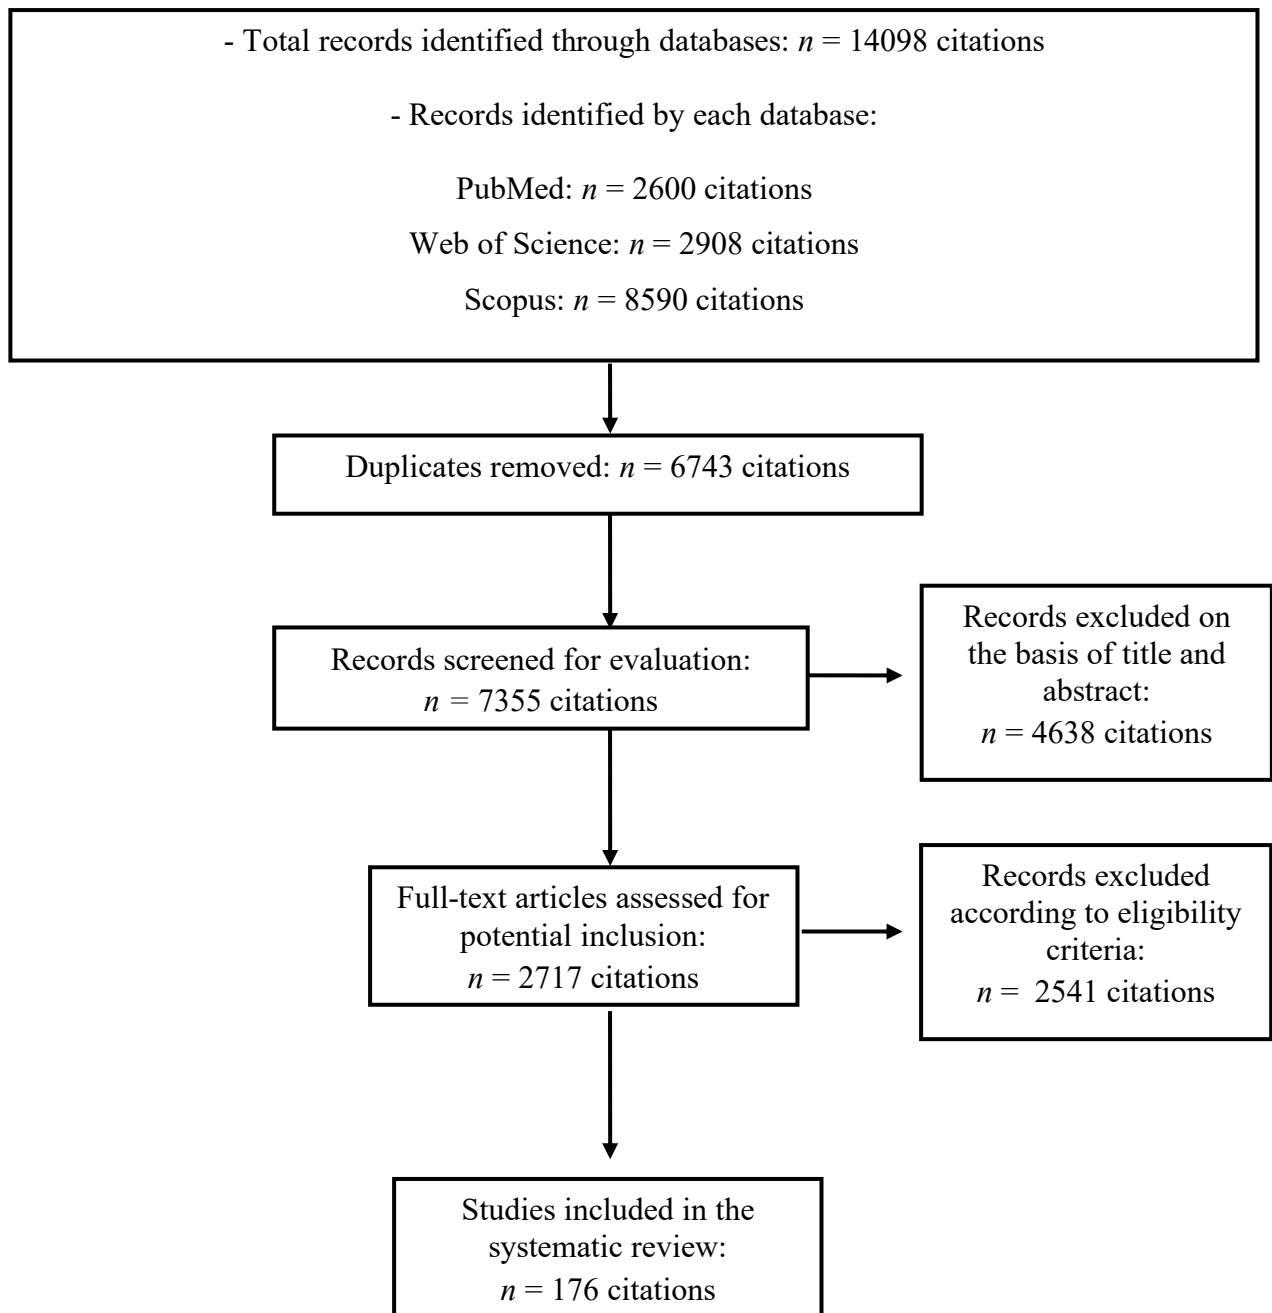 - Total records identified through databases: n = 14098 citations
- Records identified by each database:
PubMed: n = 2600 citations
Web of Science: n = 2908 citations
Scopus: n = 8590 citations
Duplicates removed: n = 6743 citations
Records screened for evaluation:
n = 7355 citations
Records excluded on
the basis of title and
abstract:
n = 4638 citations
Full-text articles assessed for
potential inclusion:
n = 2717 citations
Records excluded
according to eligibility
criteria:
n =  2541 citations
Studies included in the
systematic review:
n = 176 citations